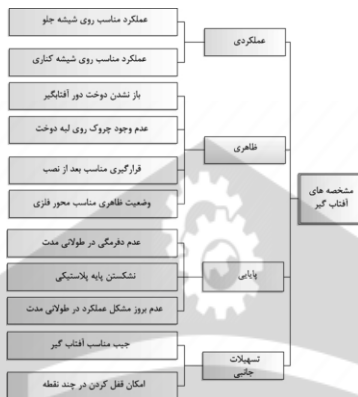 مشخصه های
آفتاب گیر
عملکردی
عملکرد مناسب روی شیشه جلو
عملکرد مناسب روی شیشه کناری
ظاهری
باز نشدن دوخت دور آفتابگیر
عدم وجود چروک روی لبه دوخت
قرارگیری مناسب بعد از نصب
وضعیت ظاهری مناسب محور فلزی
پایایی
عدم دفرمگی در طولانی مدت
نشکستن پایه پلاستیکی
عدم بروز مشکل عملکرد در طولانی مدت
تسهیلات
جانبی
جیب مناسب آفتاب گیر
امکان قفل کردن در چند نقطه